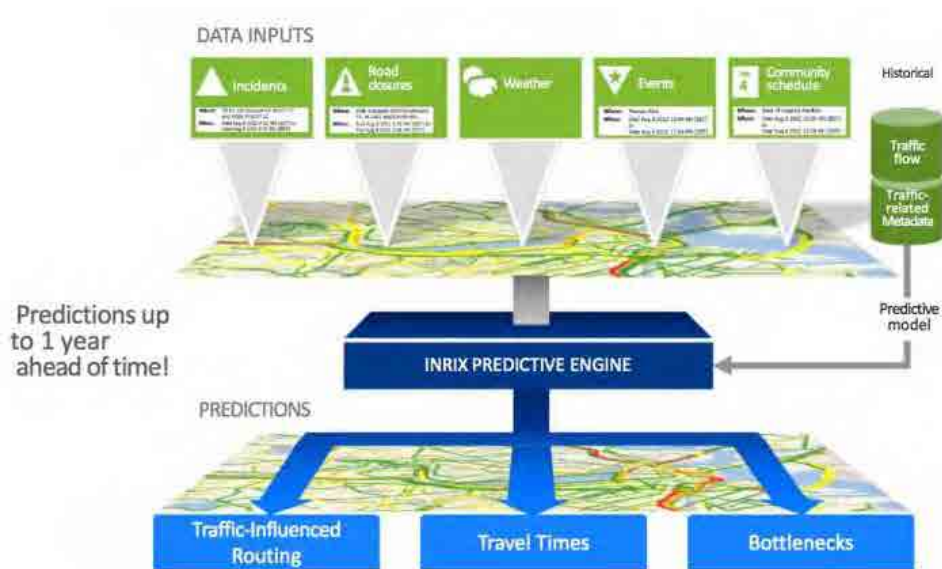 DATA INPUTS
Incidents
Road
closures
Weather
Events
Community
schedule
Historical
Traffic
flow
Traffic-
related
Metadata
Predictions up
to 1 year
ahead of time!
Predictive
model
INRIX PREDICTIVE ENGINE
PREDICTIONS
Traffic-Influenced
Routing
Travel Times
Bottlenecks